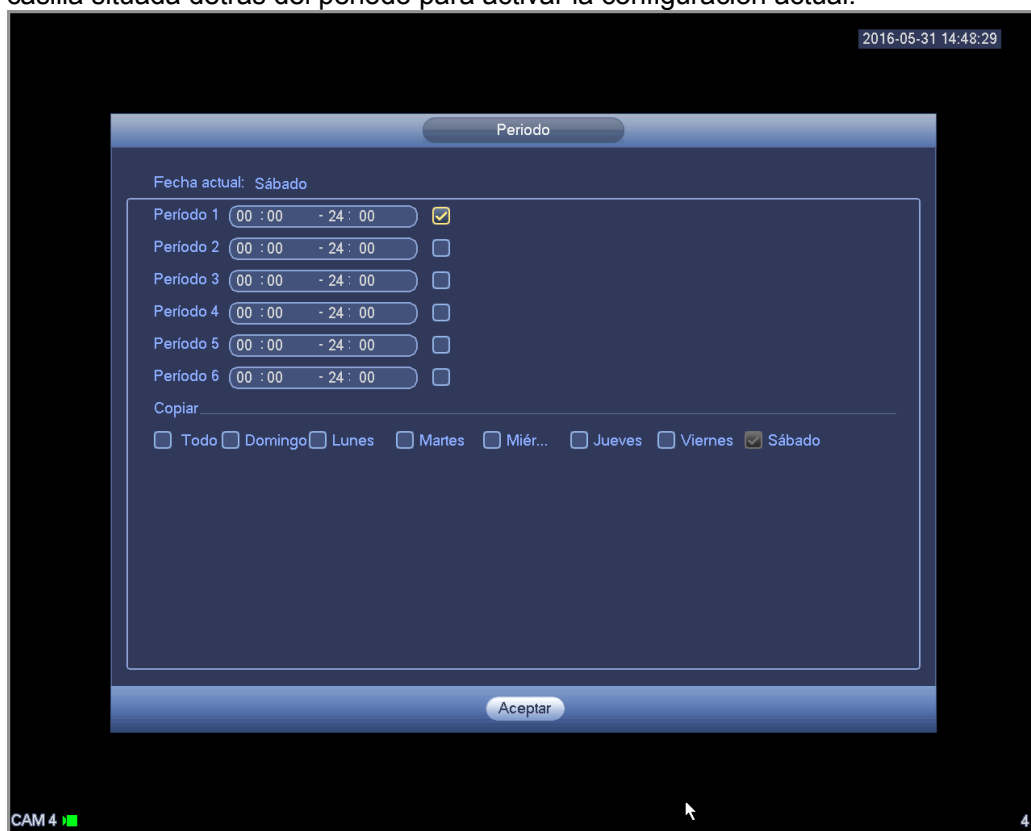 casilla situada detrás del período para activar la configuración actual.
2016-05-31 14:48:29
Periodo
Fecha actual: Sábado
Período 1 00 :00 - 24: 00
Período 2 00 :00 - 24: 00
Período 3 00 :00 - 24: 00
Período 4 00 :00 - 24: 00
Período 5 00 :00 - 24: 00
Período 6 00 :00 - 24: 00
Copiar
Todo Domingo Lunes Martes Miér... Jueves Viernes Sábado
Aceptar
CAM 4 4